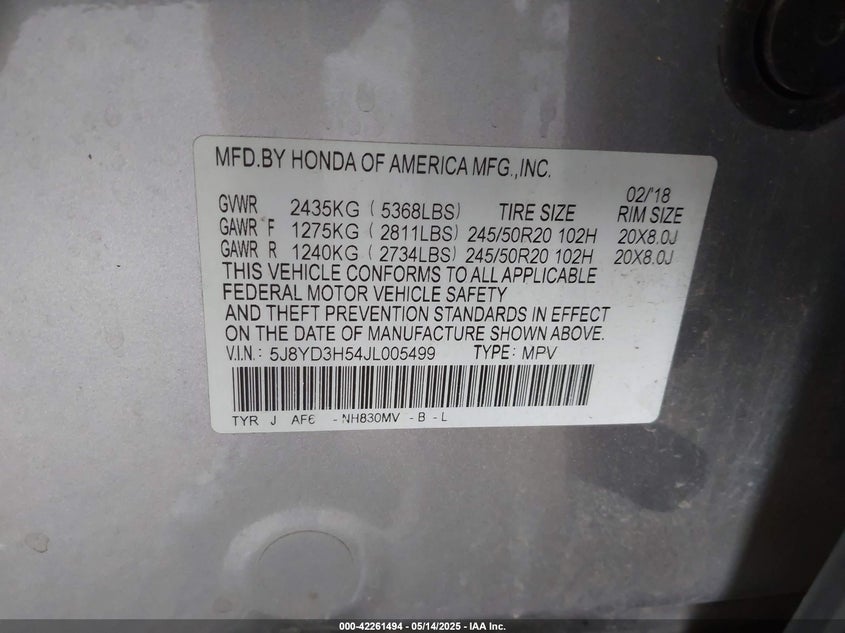 MFD.BY HONDA OF AMERICA MFG.,INC.
02/'18
GVWR 2435KG ( 5368LBS) TIRE SIZE RIM SIZE
GAWR F 1275KG ( 2811LBS) 245/50R20 102H 20X8.0J
GAWR R 1240KG ( 2734LBS) 245/50R20 102H 20X8.0J
THIS VEHICLE CONFORMS TO ALL APPLICABLE
FEDERAL MOTOR VEHICLE SAFETY
AND THEFT PREVENTION STANDARDS IN EFFECT
ON THE DATE OF MANUFACTURE SHOWN ABOVE.
V.I.N.: 5J8YD3H54JL005499 TYPE: MPV
TYR J AF6 - NH830MV - B - L
000-42261494 - 05/14/2025 - IAA Inc.